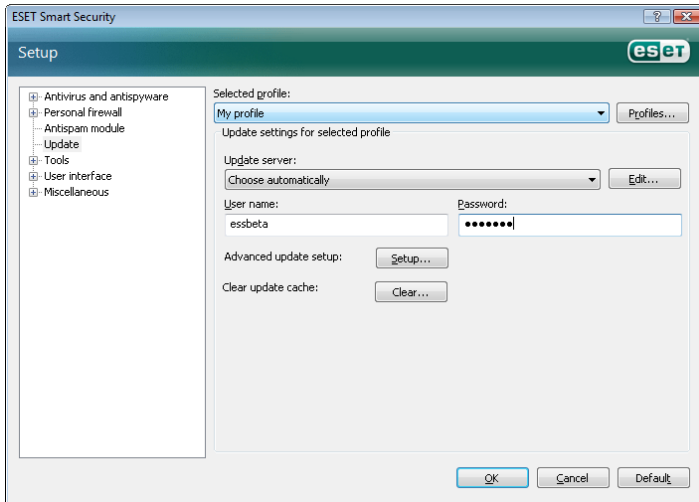 ESET Smart Security
Setup
eset
Antivirus and antispyware
Personal firewall
Antispam module
Update
Tools
User interface
Miscellaneous
Selected profile:
My profile
Profiles...
Update settings for selected profile
Update server:
Choose automatically
Edit...
User name:
Password:
essbeta
●●●●●●●
Advanced update setup:
Setup...
Clear update cache:
Clear...
OK
Cancel
Default